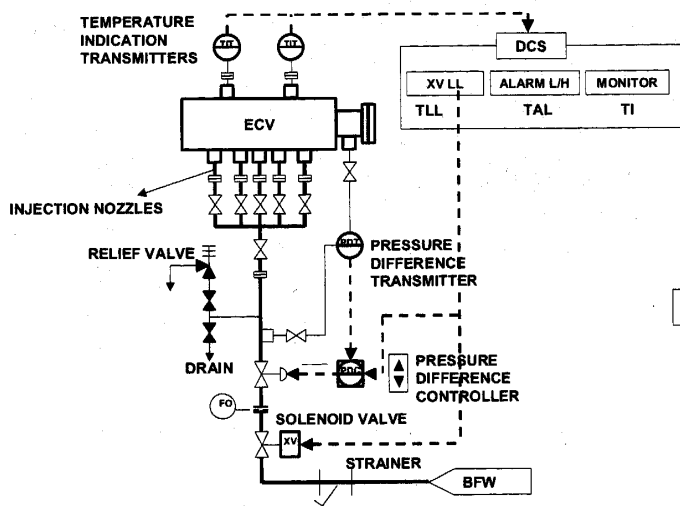 TEMPERATURE
INDICATION
TRANSMITTERS
TIT
TIT
DCS
XV LL
ALARM L/H
MONITOR
TLL
TAL
TI
ECV
INJECTION NOZZLES
RELIEF VALVE
PDT
PRESSURE
DIFFERENCE
TRANSMITTER
DRAIN
PDC
PRESSURE
DIFFERENCE
CONTROLLER
FO
SOLENOID VALVE
XV
STRAINER
BFW